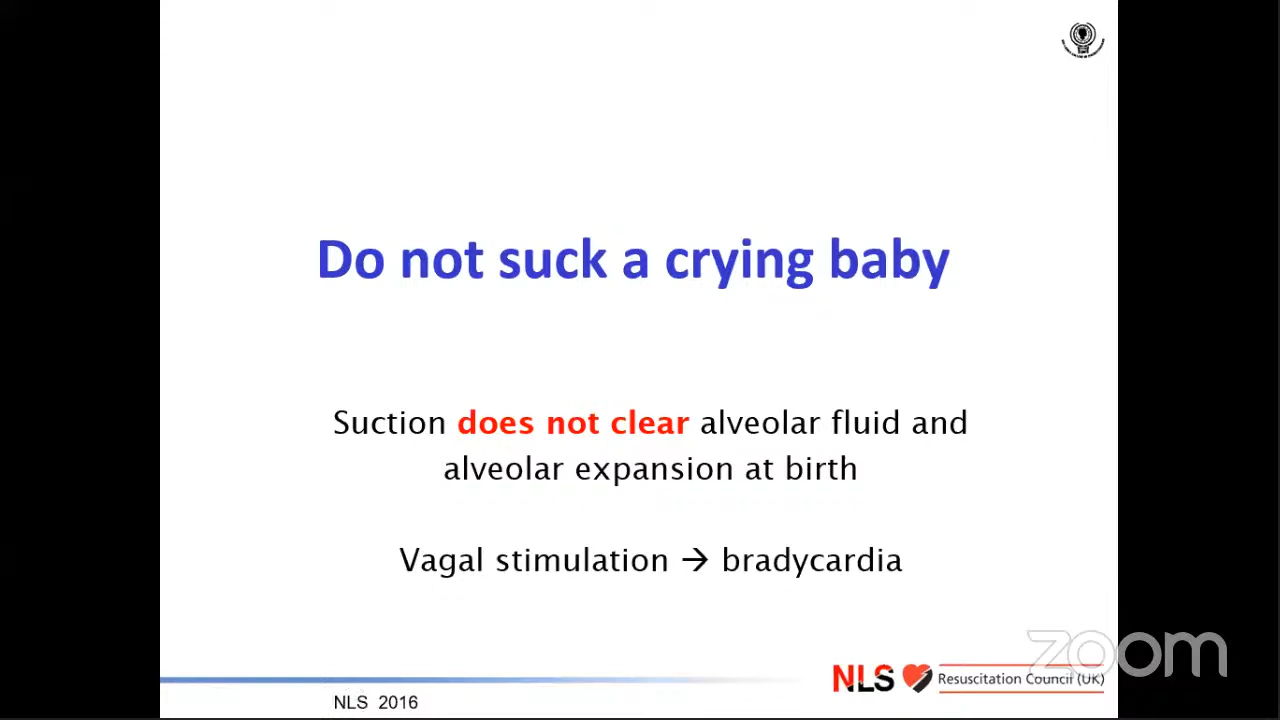 Do not suck a crying baby
Suction does not clear alveolar fluid and
alveolar expansion at birth
Vagal stimulation → bradycardia
zoom
NLS Resuscitation Council (UK)
NLS 2016